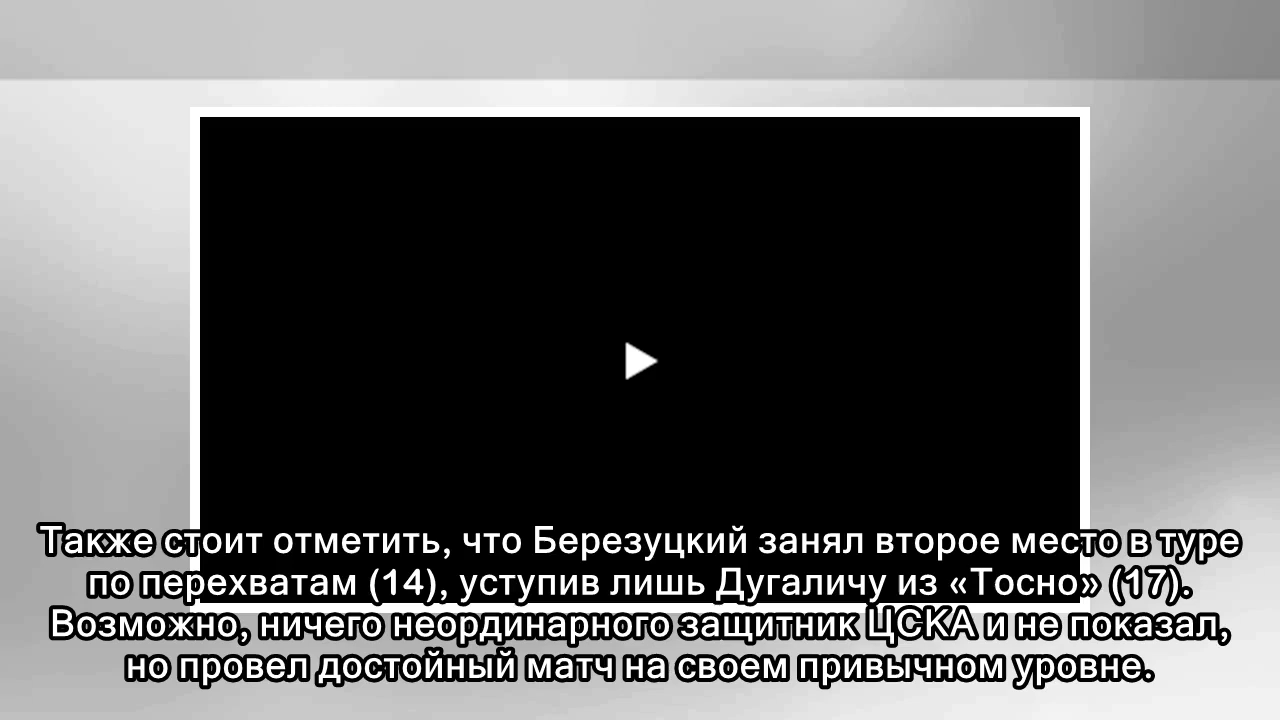 Также стоит отметить, что Березуцкий занял второе место в туре
по перехватам (14), уступив лишь Дугаличу из «Тосно» (17).
Возможно, ничего неординарного защитник ЦСКА и не показал,
но провел достойный матч на своем привычном уровне.